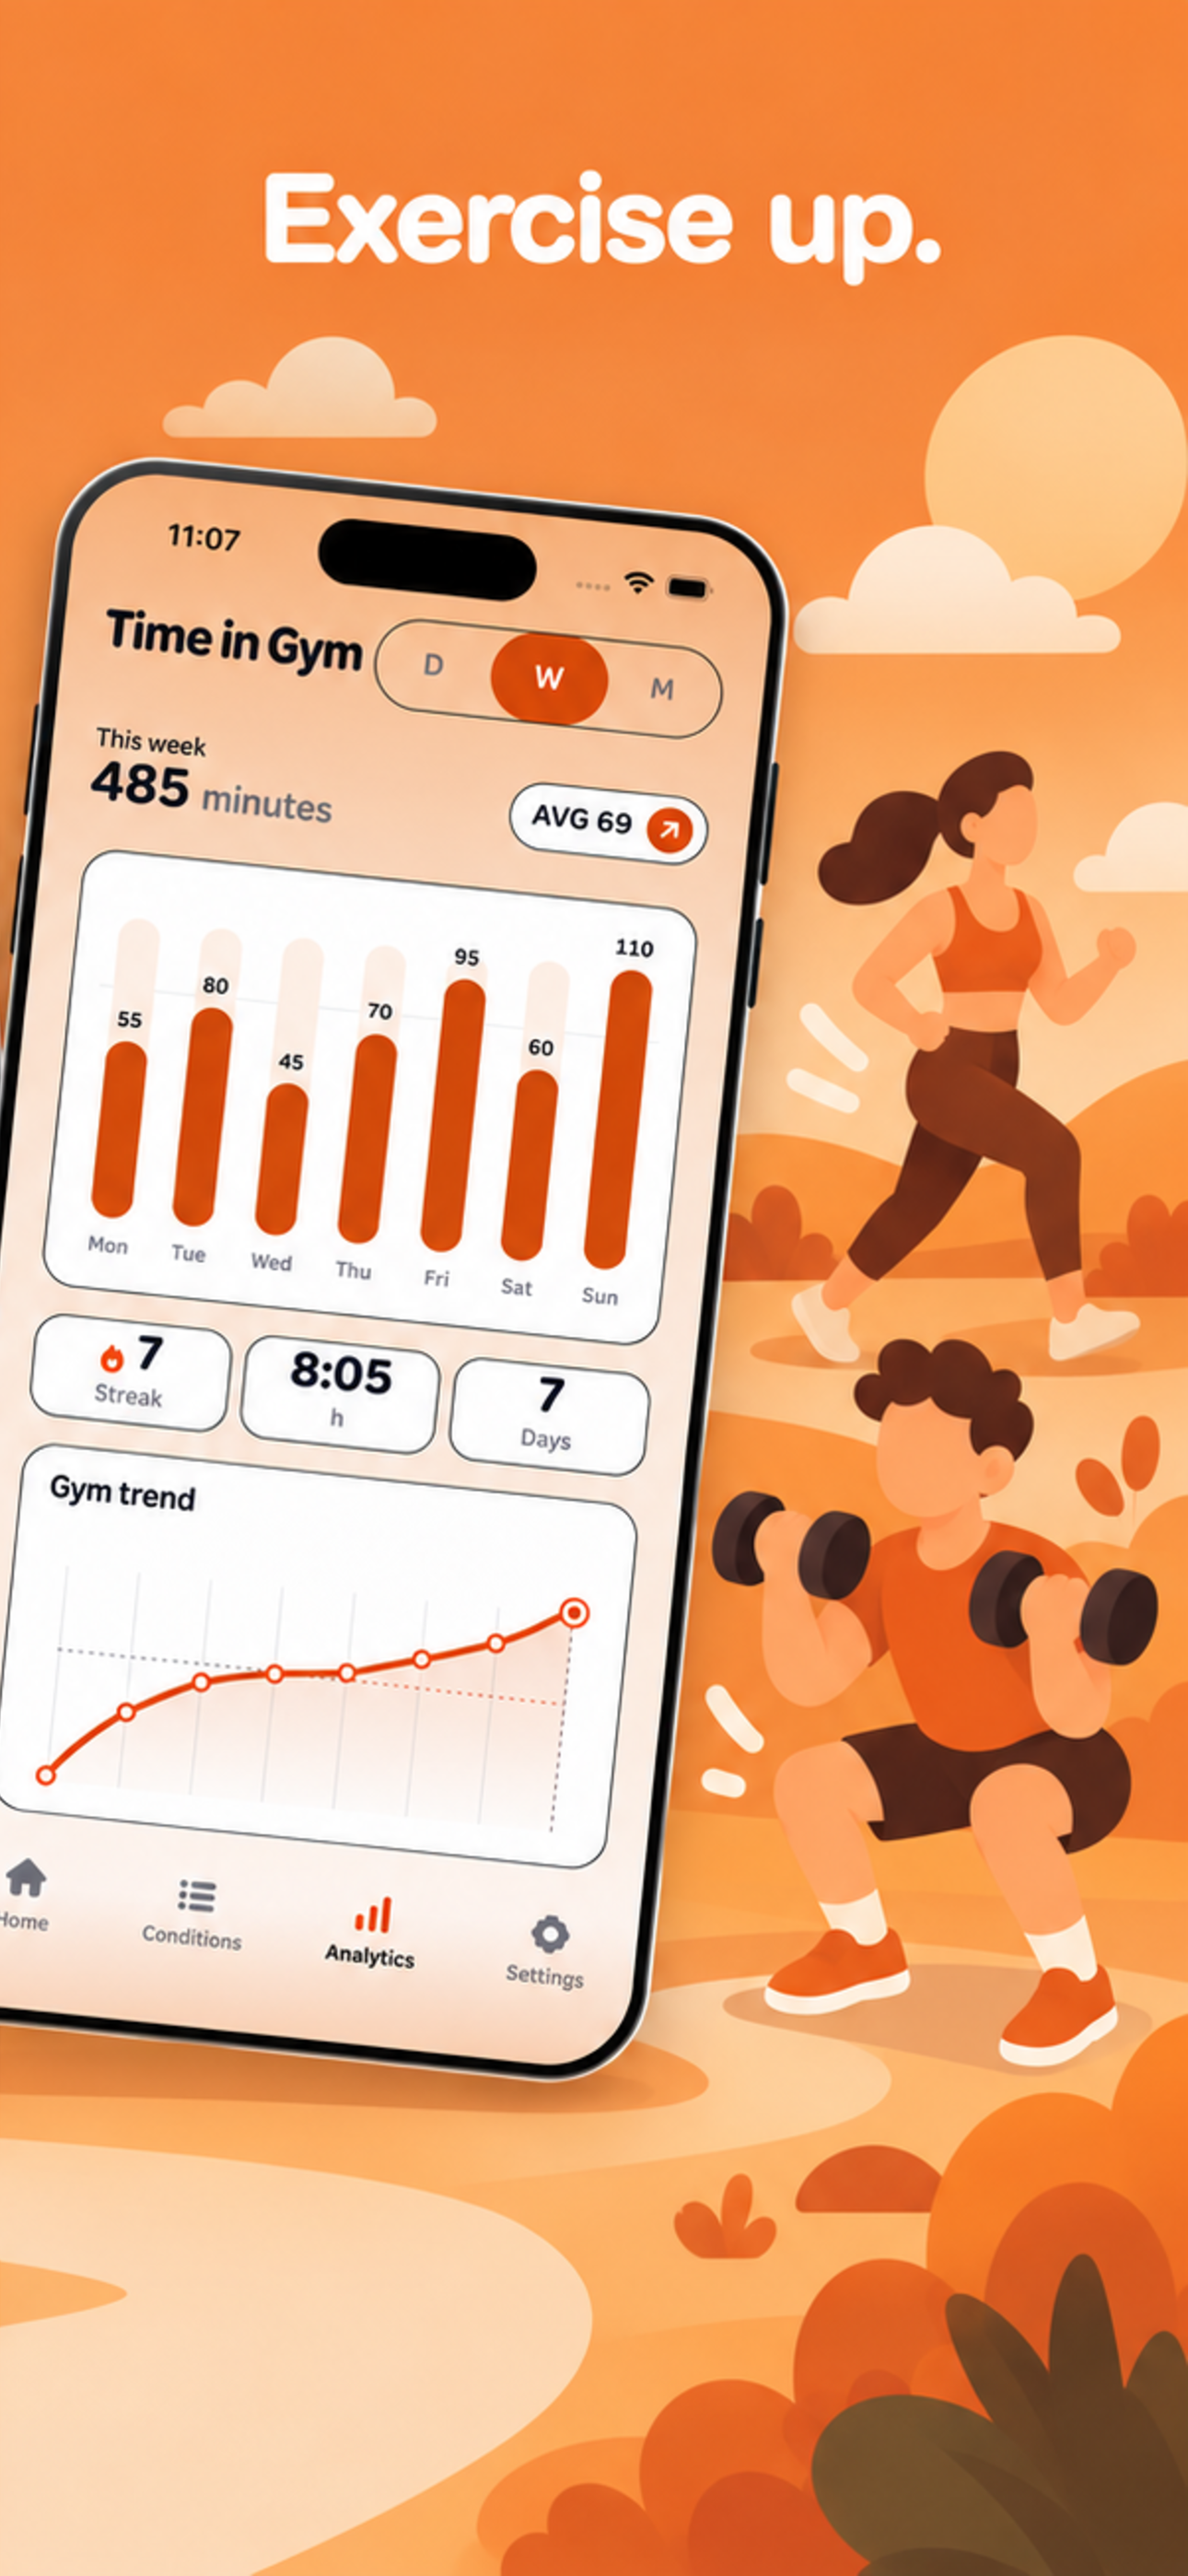 Exercise up.
11:07
Time in Gym
D W M
This week
485 minutes
AVG 69
55 80 45 70 95 60 110
Mon Tue Wed Thu Fri Sat Sun
7 8:05 7
Streak h Days
Gym trend
Home Conditions Analytics Settings